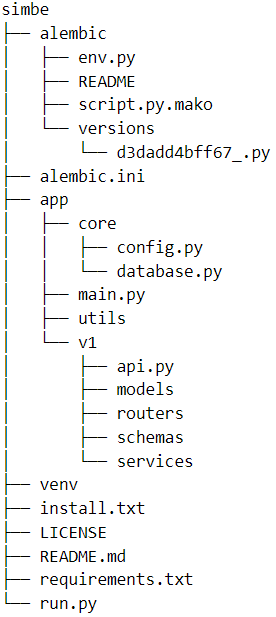 simbe
├── alembic
│   ├── env.py
│   ├── README
│   ├── script.py.mako
│   └── versions
│       └── d3dadd4bff67_.py
├── alembic.ini
├── app
│   ├── core
│   │   ├── config.py
│   │   └── database.py
│   ├── main.py
│   ├── utils
│   └── v1
│       ├── api.py
│       ├── models
│       ├── routers
│       ├── schemas
│       └── services
├── venv
├── install.txt
├── LICENSE
├── README.md
├── requirements.txt
└── run.py